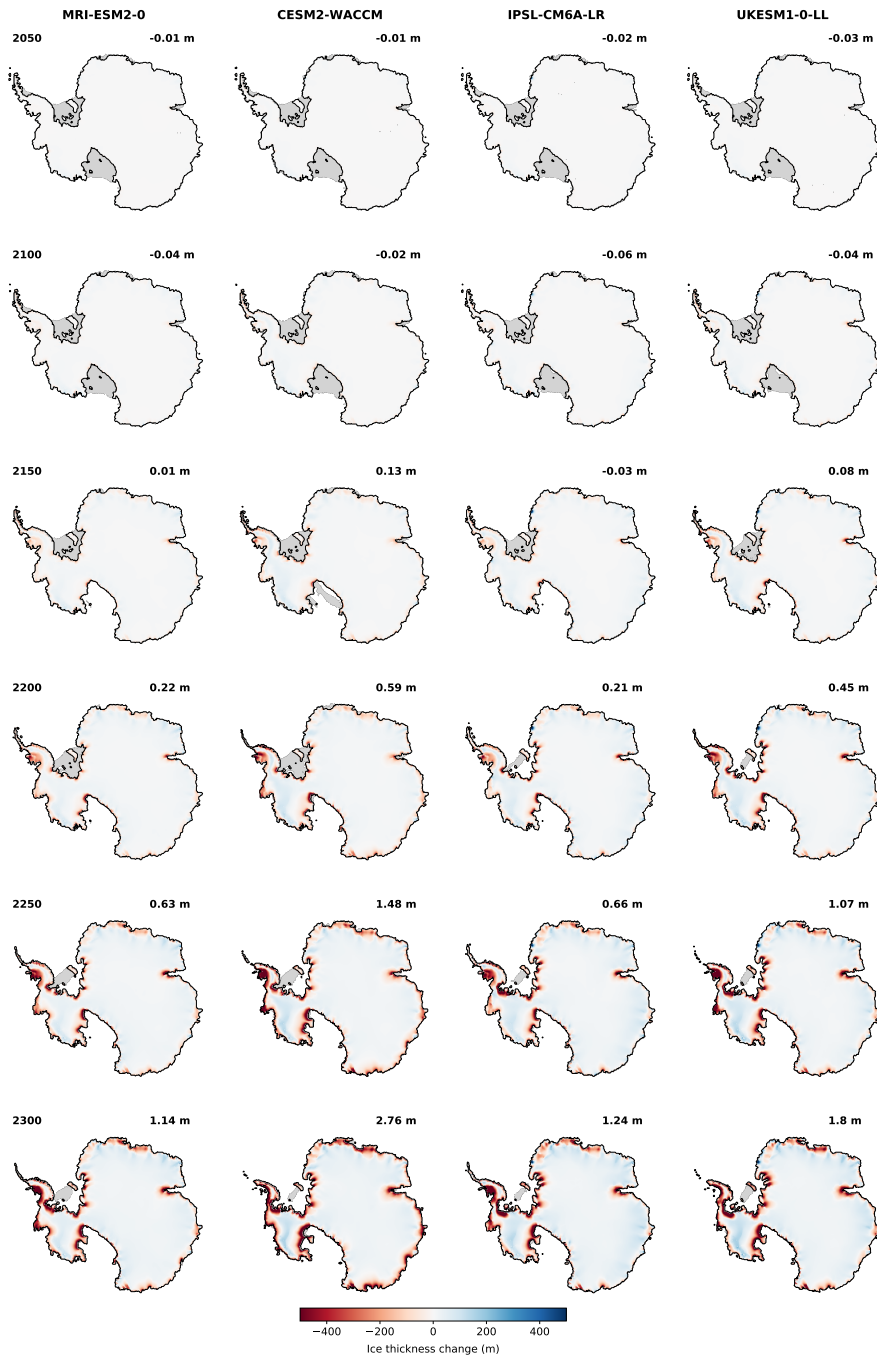 MRI-ESM2-0 CESM2-WACCM IPSL-CM6A-LR UKESM1-0-LL
2050 -0.01 m -0.01 m -0.02 m -0.03 m
2100 -0.04 m -0.02 m -0.06 m -0.04 m
2150 0.01 m 0.13 m -0.03 m 0.08 m
2200 0.22 m 0.59 m 0.21 m 0.45 m
2250 0.63 m 1.48 m 0.66 m 1.07 m
2300 1.14 m 2.76 m 1.24 m 1.8 m
−400 −200 0 200 400
Ice thickness change (m)